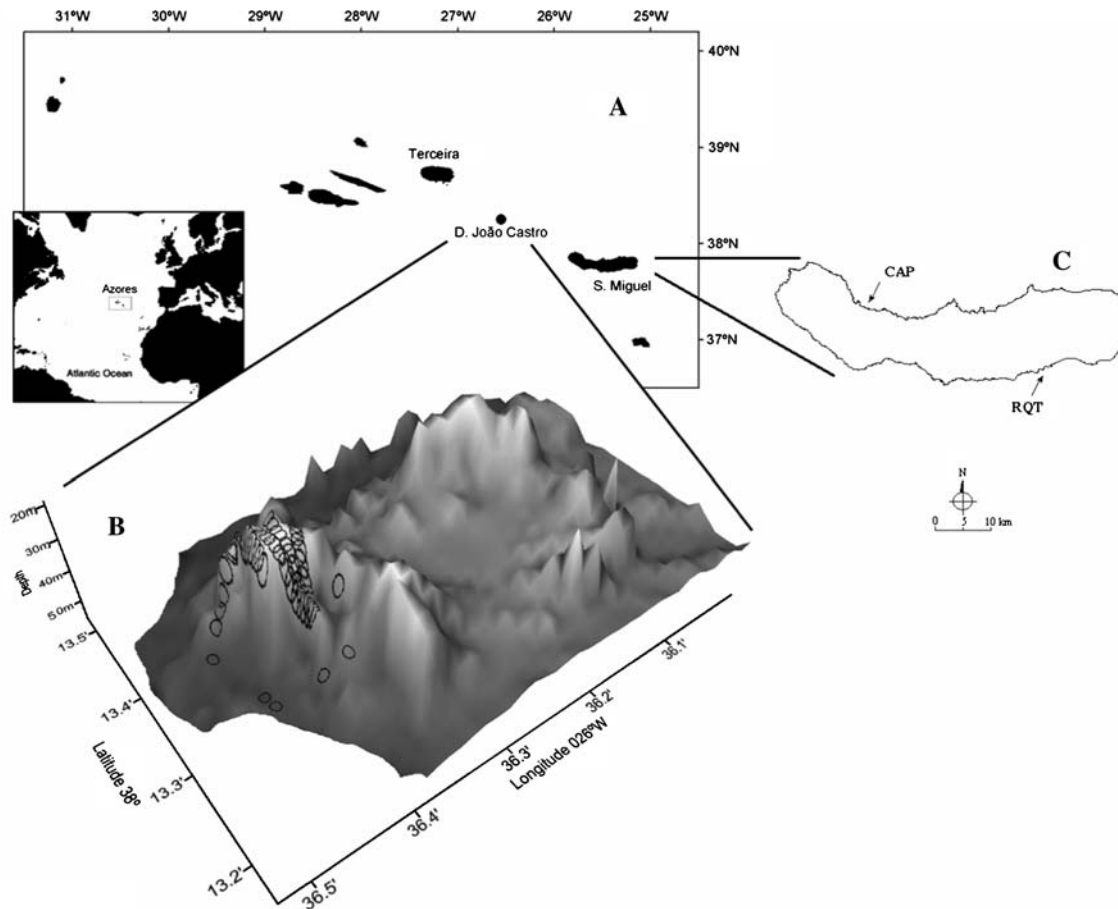 31ºW 30ºW 29ºW 28ºW 27ºW 26ºW 25ºW
40ºN
A
39ºN
Terceira
D. João Castro
38ºN
S. Miguel
37ºN
C
CAP
RQT
Azores
Atlantic Ocean
N
0 5 10 km
B
20m
30m
40m
50m
Depth
13.5'
13.4'
13.3'
13.2'
Latitude 38º
36.1'
36.2'
36.3'
36.4'
36.5'
Longitude 026ºW